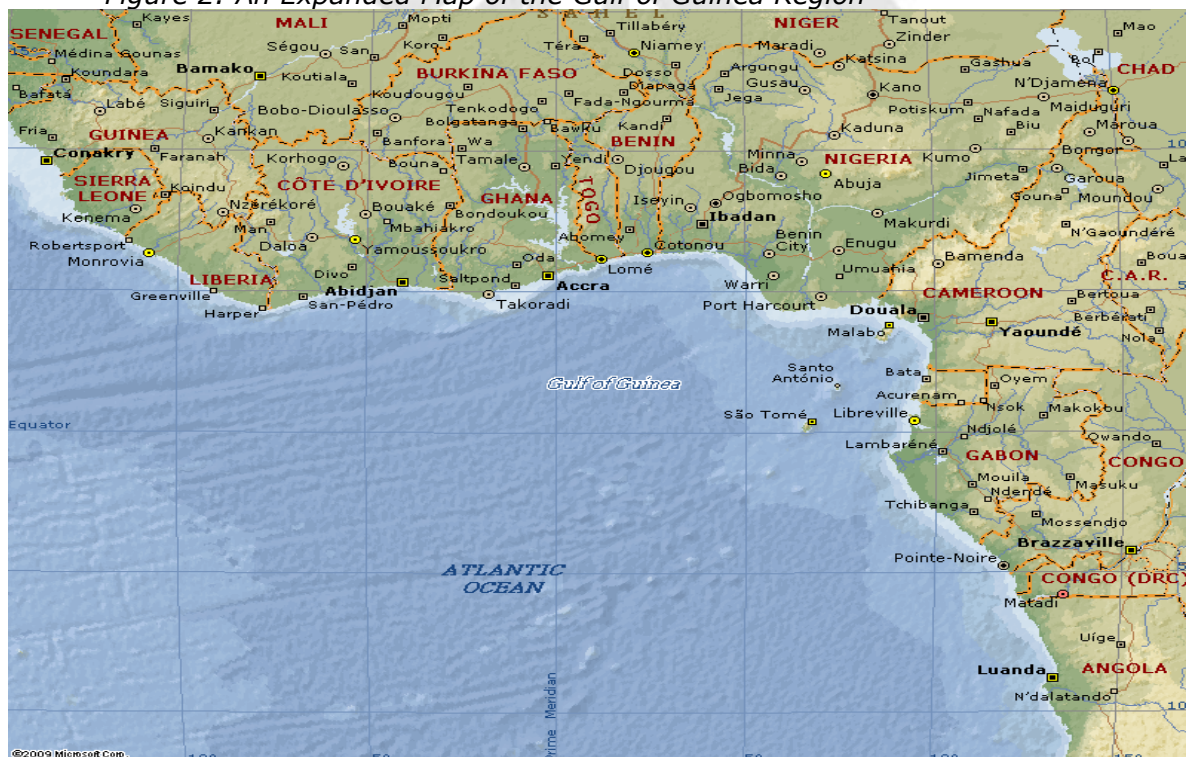 Figure 2: An Expanded Map of the Gulf of Guinea Region
SAHEL
Kayes
MALI
Mopti
Tillabéry
NIGER
Tanout
Mao
SENEGAL
Ségou
San
Koro
Téra
Niamey
Maradi
Zinder
Médina Gounas
Bamako
Koutiala
BURKINA FASO
Dosso
Argungu
Katsina
Gashua
Bol
CHAD
Koundara
Koudougou
Diapaga
Gusau
N'Djamena
Bafatá
Labé
Siguiri
Bobo-Dioulasso
Tenkodogo
Fada-Ngourma
Jega
Kano
Potiskum
Maiduguri
Fria
GUINEA
Kankan
Bolgatanga
Bawku
Kandi
Nafada
Biu
Maroua
Banfora
Wa
BENIN
Kaduna
Bongor
10°
Conakry
Faranah
Korhogo
Bouna
Tamale
Yendi
Djougou
Minna
NIGERIA
Kumo
SIERRA
LEONE
Koindu
CÔTE D'IVOIRE
GHANA
TOGO
Bida
Abuja
Jimeta
Garoua
Kenema
Nzérékoré
Bouaké
Bondoukou
Iseyin
Ogbomosho
Gouna
Moundou
Robertsport
Man
Mbahiakro
Ibadan
Makurdi
Monrovia
Daloa
Yamoussoukro
Abomey
Cotonou
Benin
City
Enugu
N'Gaoundéré
LIBERIA
Divo
Oda
Lomé
Bamenda
Greenville
Abidjan
Saltpond
Accra
Warri
Umuahia
C.A.R.
Harper
San-Pédro
Takoradi
Port Harcourt
CAMEROON
Bertoua
Douala
Yaoundé
Berbérati
Malabo
Nola
Gulf of Guinea
Santo
António
Bata
Oyem
Acurenam
Nsok
Makokou
São Tomé
Libreville
Equator
Ndjolé
Owando
Lambaréné
GABON
CONGO
Mouila
Masuku
Ndendé
Tchibanga
Mossendjo
Brazzaville
ATLANTIC
OCEAN
Pointe-Noire
CONGO (DRC)
Matadi
Uíge
Luanda
ANGOLA
N'dalatando
Prime Meridian
©2009 Microsoft Corp.